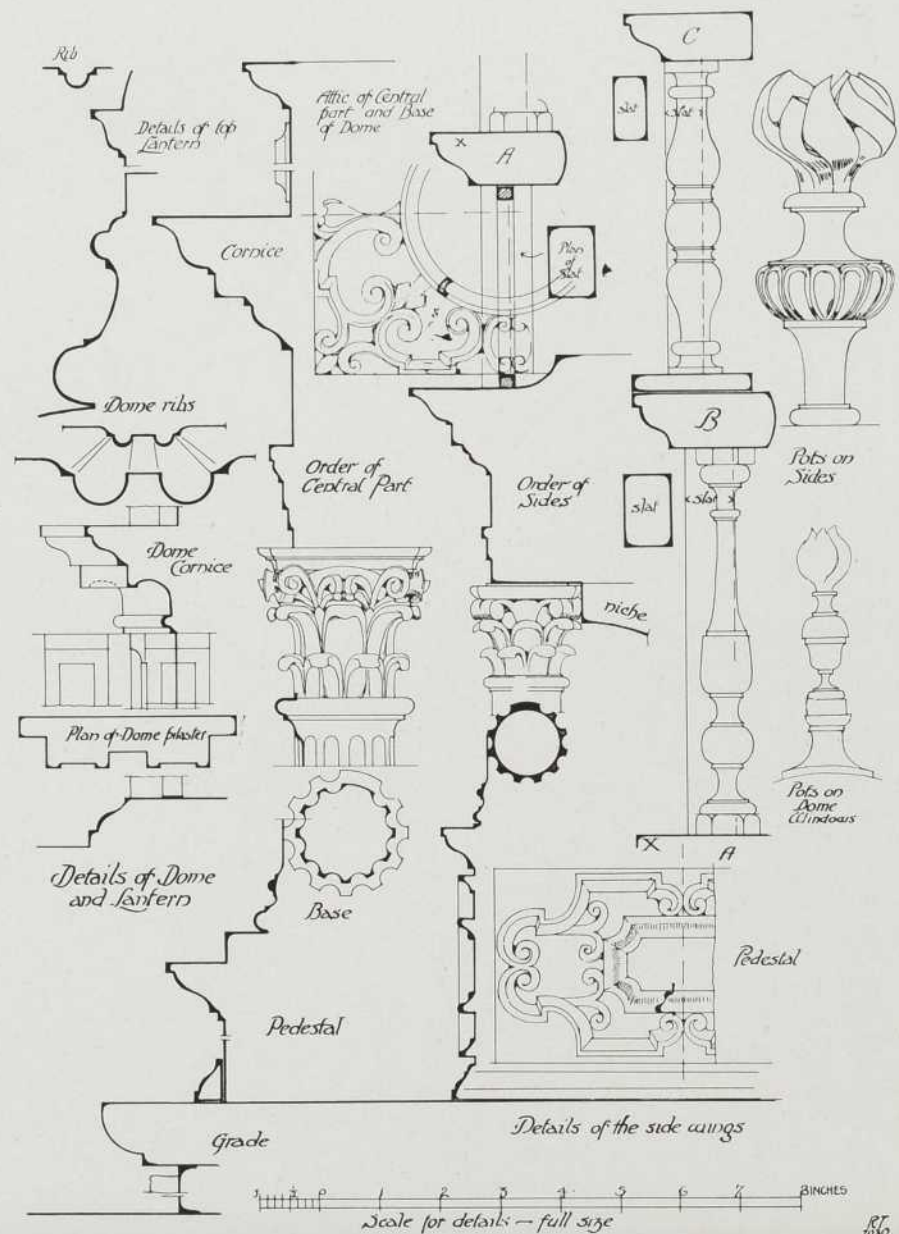 Rib
Details of top
Lantern
Attic of Central
part and Base
of Dome
A
C
slat
slat
Cornice
Plan
of
slat
Dome ribs
B
Order of
Central Part
Order of
Sides
slat
slat
Pots on
Sides
Dome
Cornice
niche
Plan of Dome pilaster
Pots on
Dome
Windows
X
X A
Details of Dome
and Lantern
Base
Pedestal
Pedestal
Details of the side wings
Grade
1 2 3 4 5 6 7 8 INCHES
Scale for details – full size
RT